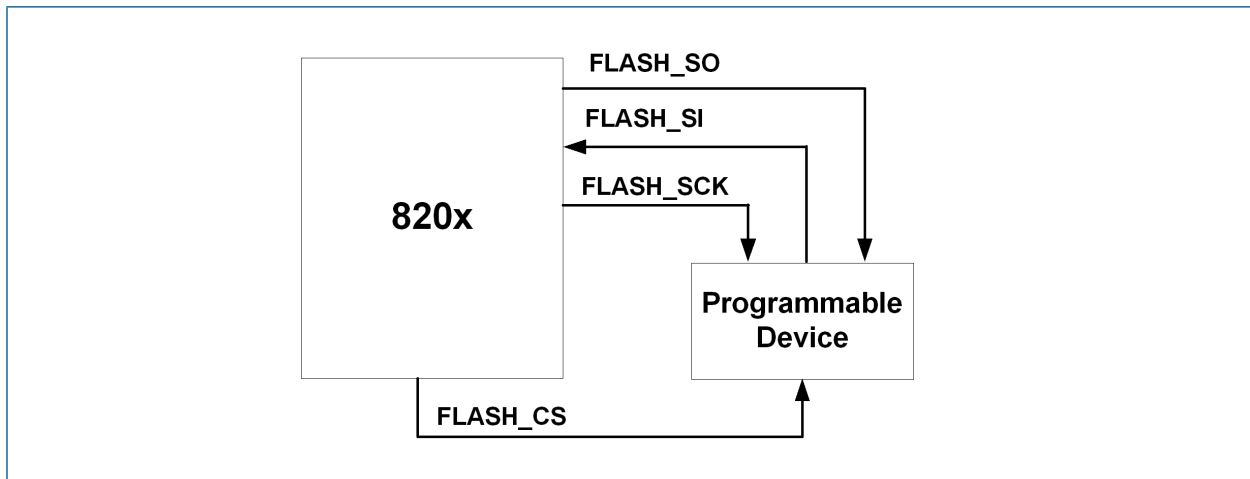 FLASH_SO
FLASH_SI
FLASH_SCK
820x
Programmable
Device
FLASH_CS